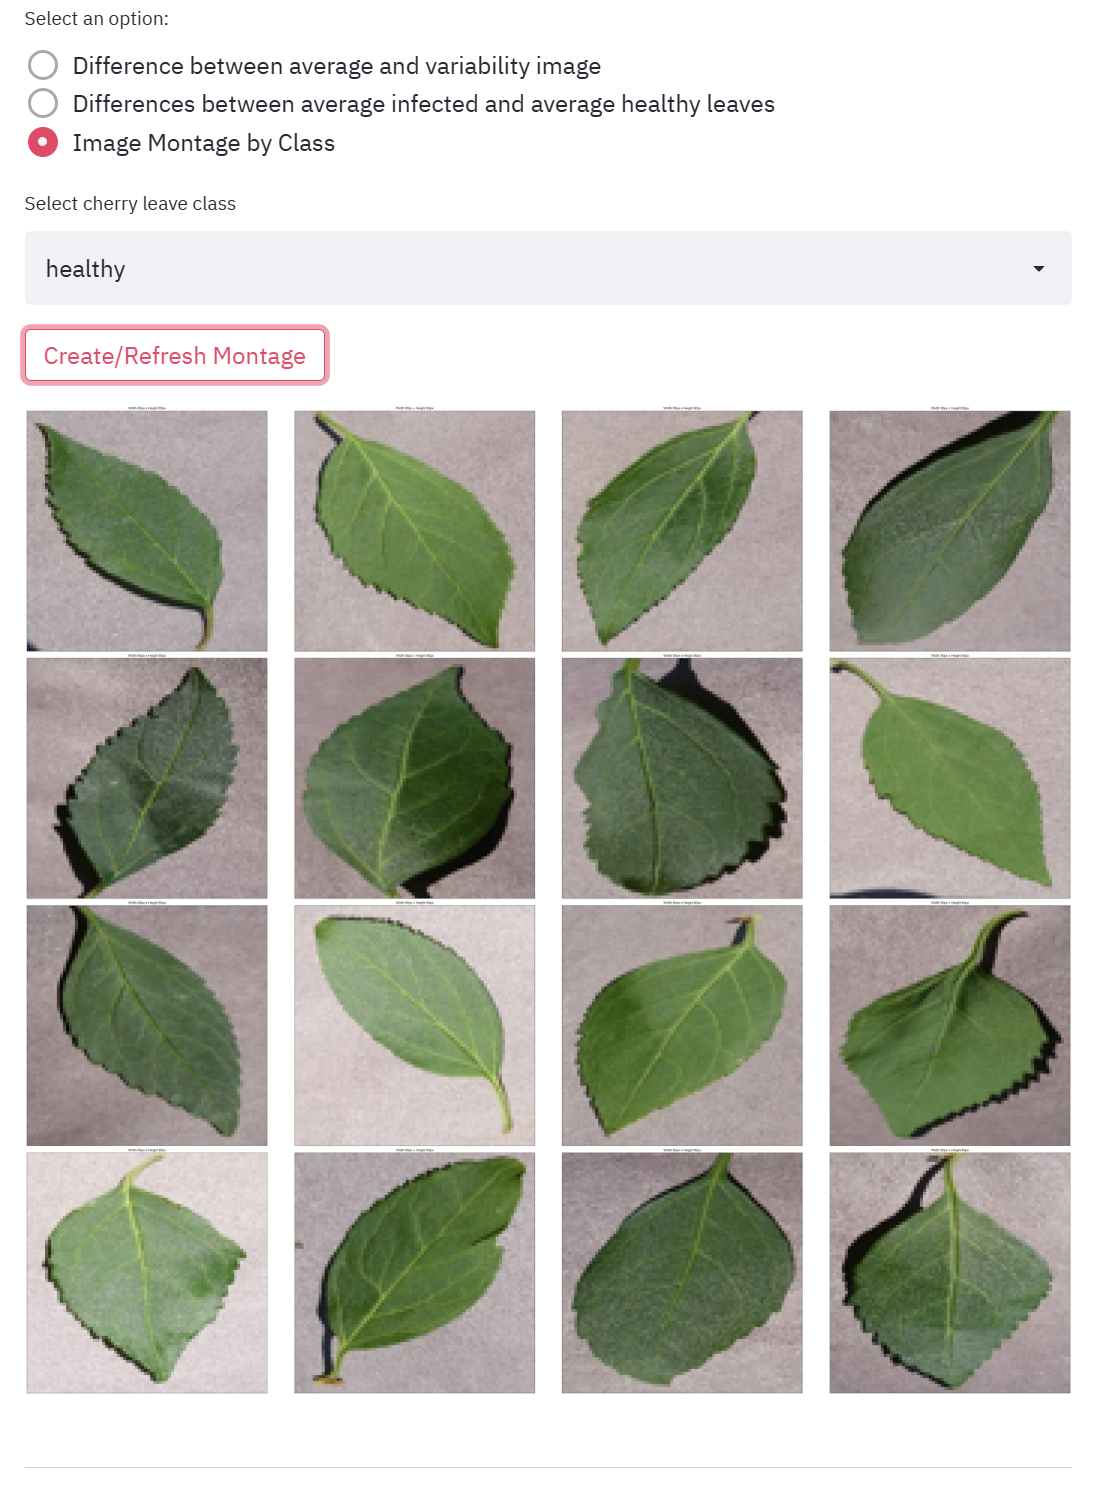 Select an option:
Difference between average and variability image
Differences between average infected and average healthy leaves
Image Montage by Class
Select cherry leave class
healthy
Create/Refresh Montage